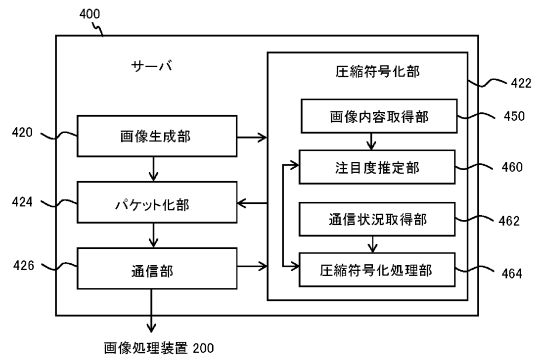 400
サーバ
圧縮符号化部
422
画像内容取得部
450
420
画像生成部
注目度推定部
460
424
パケット化部
通信状況取得部
462
426
通信部
圧縮符号化処理部
464
画像処理装置 200